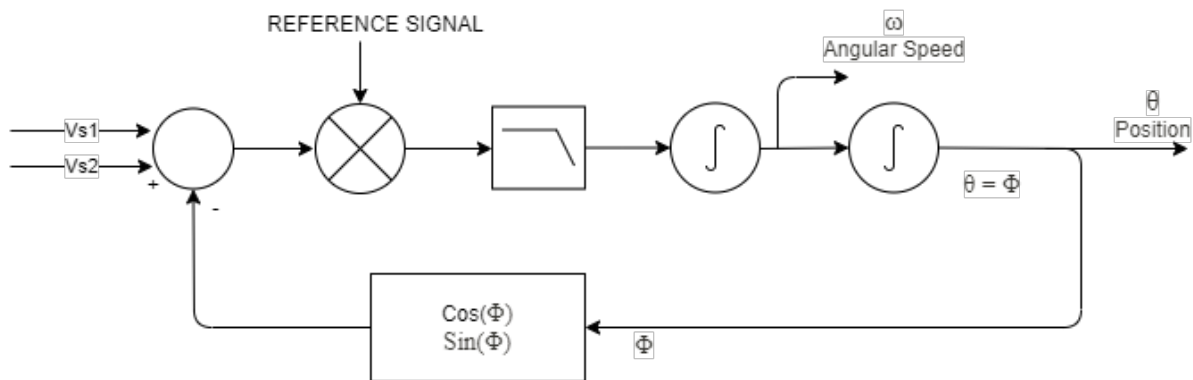 REFERENCE SIGNAL
ω
Angular Speed
θ
Position
Vs1
Vs2
+
-
∫
∫
θ = Φ
Cos(Φ)
Sin(Φ)
Φ